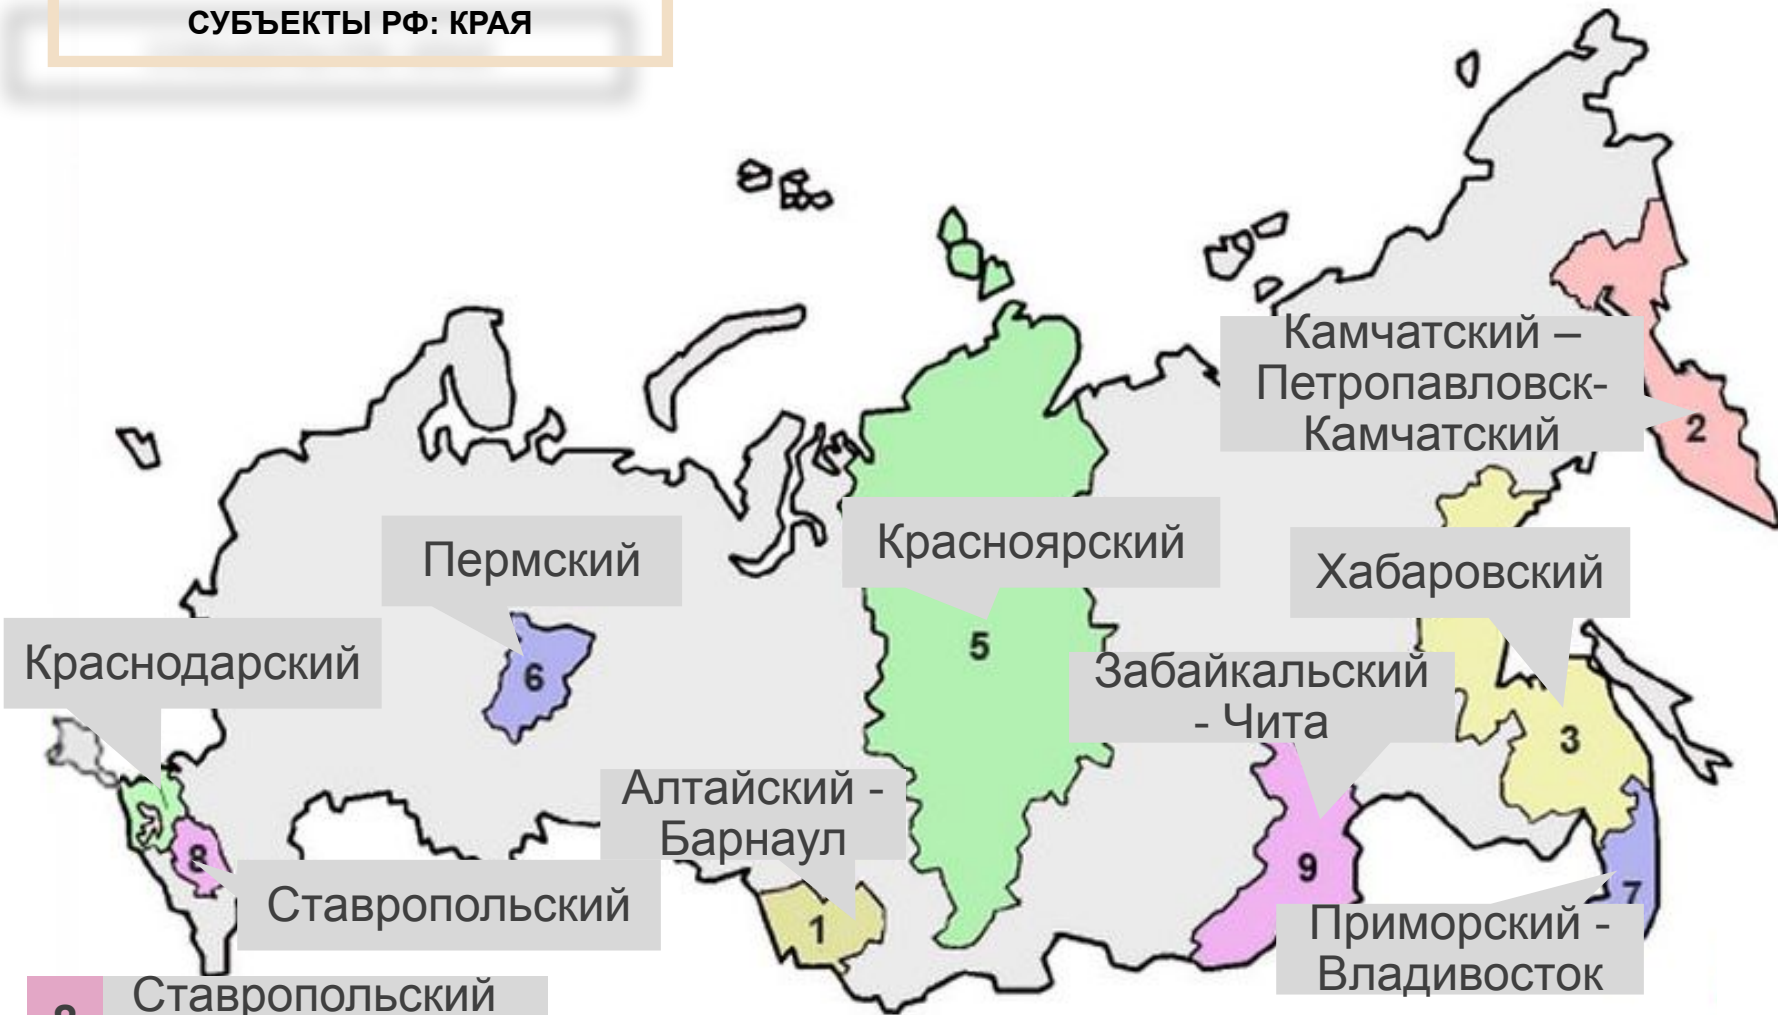 СУБЪЕКТЫ РФ: КРАЯ
Камчатский –
Петропавловск-
Камчатский
2
Красноярский
Пермский
Хабаровский
Краснодарский
5
6
Забайкальский
- Чита
3
Алтайский -
Барнаул
8
9
7
Ставропольский
1
Приморский -
Владивосток
Ставропольский